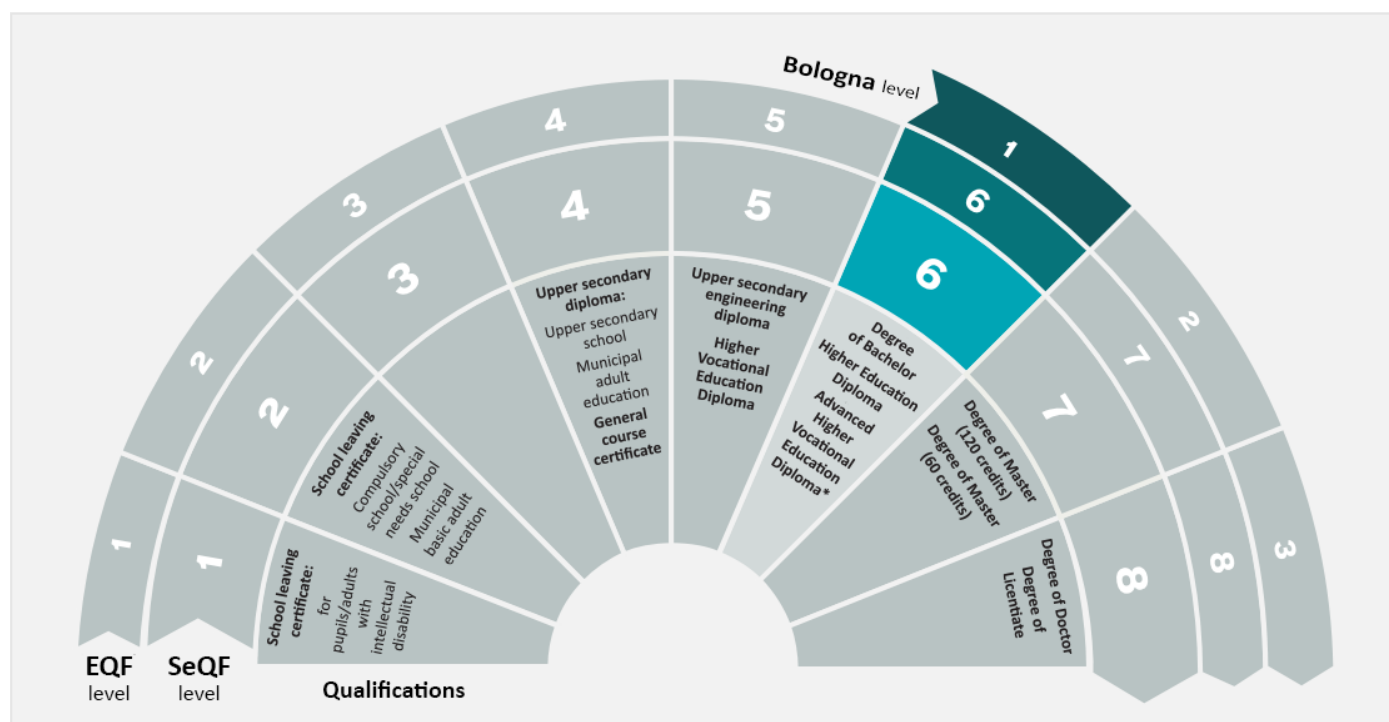 Bologna level
1
2
3
1
2
3
4
5
6
7
8
1
2
3
4
5
6
7
8
School leaving
certificate:
for
pupils/adults
with
intellectual
disability
School leaving
certificate:
Compulsory
school/special
needs school
Municipal
basic adult
education
Upper secondary
diploma:
Upper secondary
school
Municipal
adult
education
General
course
certificate
Upper secondary
engineering
diploma
Higher
Vocational
Education
Diploma
Degree
of Bachelor
Higher Education
Diploma
Advanced
Higher
Vocational
Education
Diploma*
Degree of Master
(120 credits)
Degree of Master
(60 credits)
Degree of Doctor
Degree of
Licentiate
EQF
level
SeQF
level
Qualifications